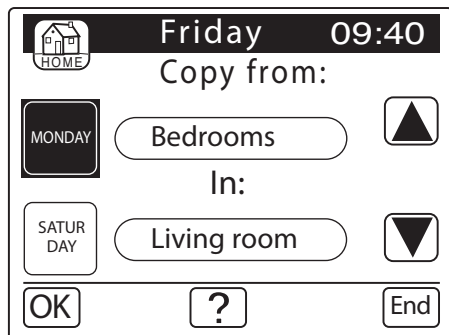 Friday 09:40
HOME
Copy from:
MONDAY
Bedrooms
In:
SATUR
DAY
Living room
OK
?
End